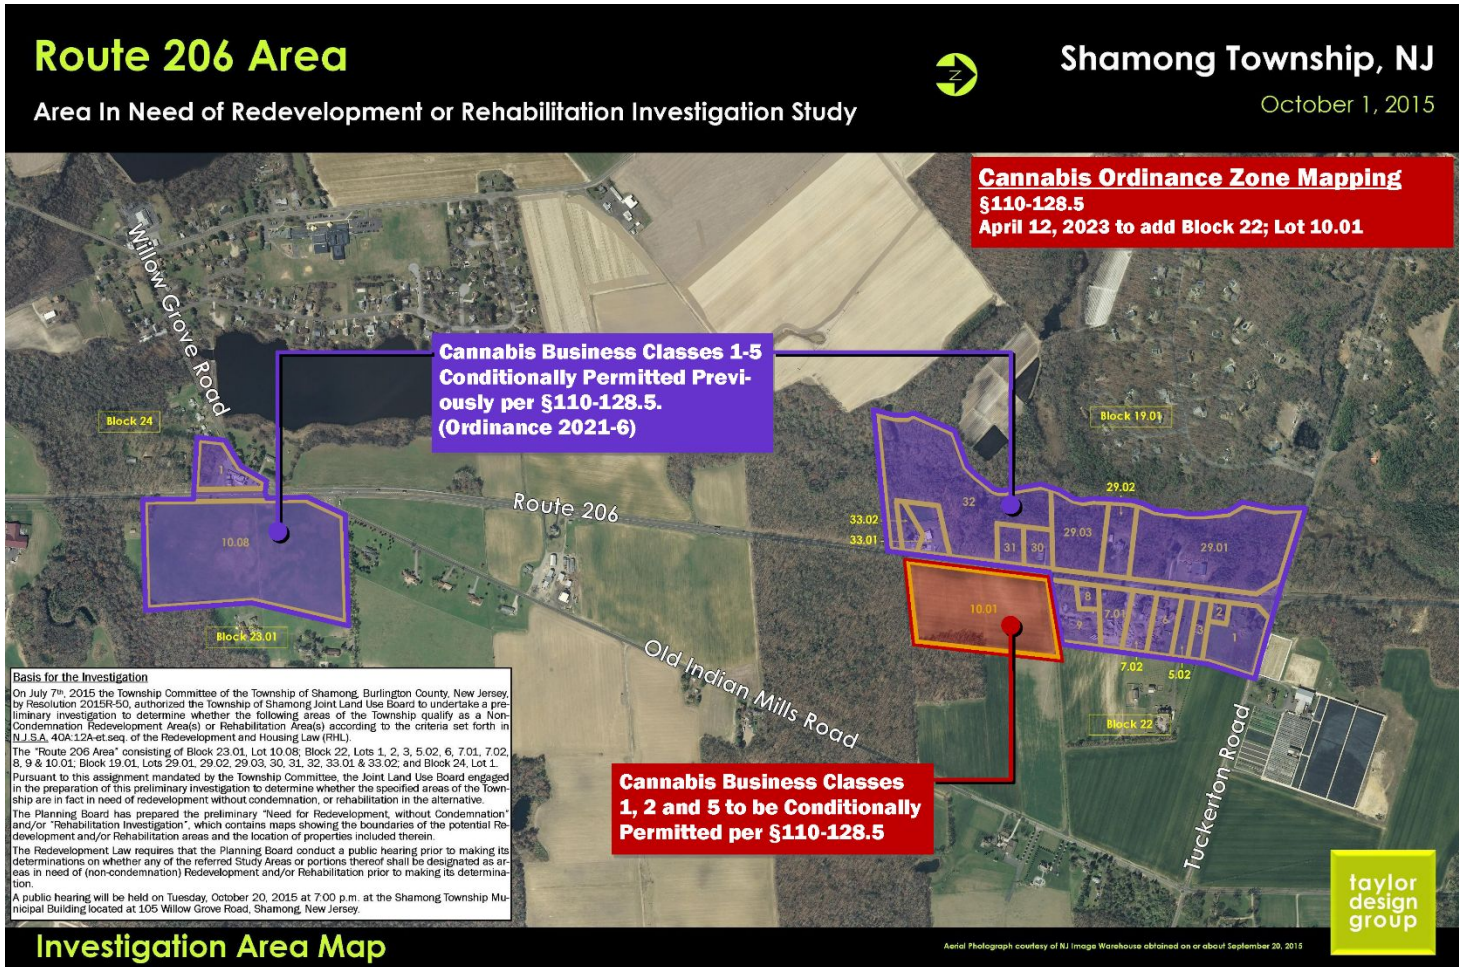 Route 206 Area
Area In Need of Redevelopment or Rehabilitation Investigation Study
Z
Shamong Township, NJ
October 1, 2015
Cannabis Ordinance Zone Mapping
§110-128.5
April 12, 2023 to add Block 22; Lot 10.01
Willow Grove Road
Cannabis Business Classes 1-5
Conditionally Permitted Previ-
ously per §110-128.5.
(Ordinance 2021-6)
Block 24
Block 19.01
1
10.08
Block 23.01
Route 206
33.02
33.01
32
31
30
29.03
29.02
29.01
10.01
8
9
7.01
7.02
6
5.02
3
2
1
Block 22
Old Indian Mills Road
Tuckerton Road
Cannabis Business Classes
1, 2 and 5 to be Conditionally
Permitted per §110-128.5
Basis for the Investigation
On July 7th, 2015 the Township Committee of the Township of Shamong, Burlington County, New Jersey,
by Resolution 2015R-50, authorized the Township of Shamong Joint Land Use Board to undertake a pre-
liminary investigation to determine whether the following areas of the Township qualify as a Non-
Condemnation Redevelopment Area(s) or Rehabilitation Area(s) according to the criteria set forth in
N.J.S.A. 40A:12A-et.seq. of the Redevelopment and Housing Law (RHL).
The "Route 206 Area" consisting of Block 23.01, Lot 10.08; Block 22, Lots 1, 2, 3, 5.02, 6, 7.01, 7.02,
8, 9 & 10.01; Block 19.01, Lots 29.01, 29.02, 29.03, 30, 31, 32, 33.01 & 33.02; and Block 24, Lot 1.
Pursuant to this assignment mandated by the Township Committee, the Joint Land Use Board engaged
in the preparation of this preliminary investigation to determine whether the specified areas of the Town-
ship are in fact in need of redevelopment without condemnation, or rehabilitation in the alternative.
The Planning Board has prepared the preliminary "Need for Redevelopment, without Condemnation"
and/or "Rehabilitation Investigation", which contains maps showing the boundaries of the potential Re-
development and/or Rehabilitation areas and the location of properties included therein.
The Redevelopment Law requires that the Planning Board conduct a public hearing prior to making its
determinations on whether any of the referred Study Areas or portions thereof shall be designated as ar-
eas in need of (non-condemnation) Redevelopment and/or Rehabilitation prior to making its determina-
tion.
A public hearing will be held on Tuesday, October 20, 2015 at 7:00 p.m. at the Shamong Township Mu-
nicipal Building located at 105 Willow Grove Road, Shamong, New Jersey.
taylor
design
group
Investigation Area Map
Aerial Photograph courtesy of NJ Image Warehouse obtained on or about September 20, 2015